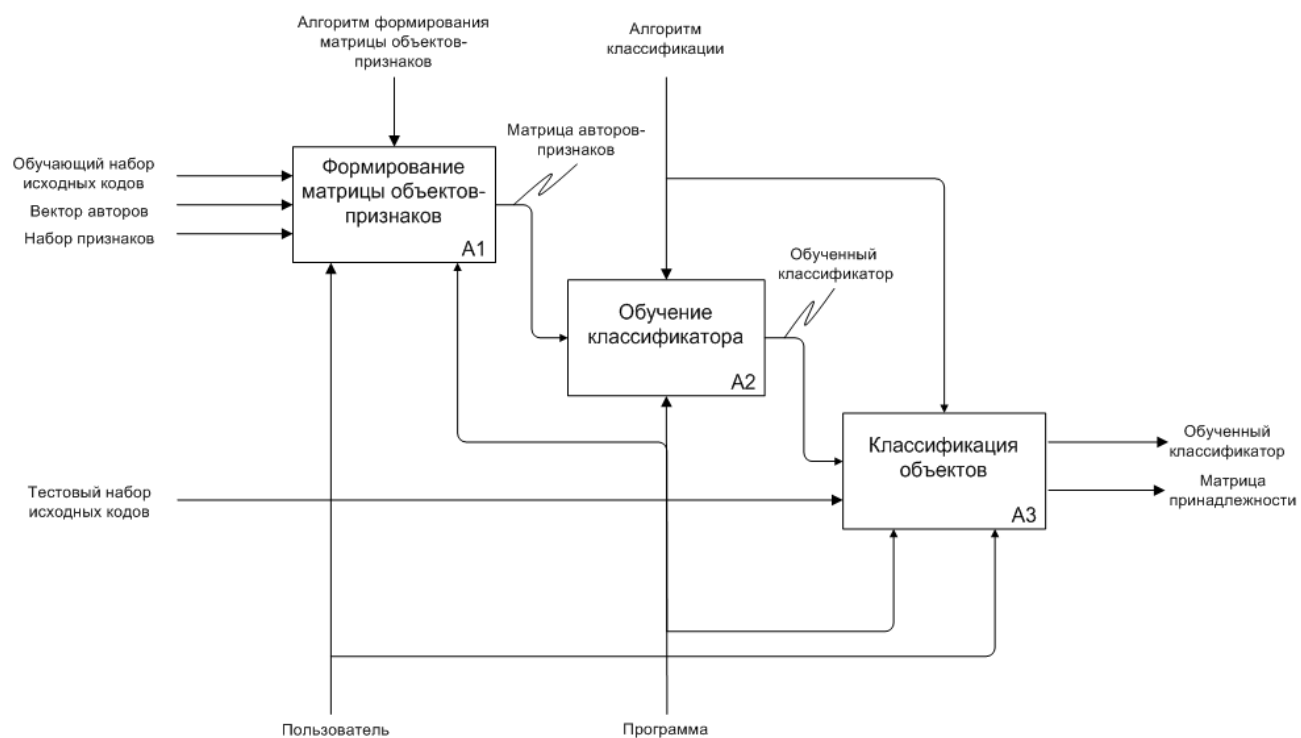 Алгоритм формирования
матрицы объектов-
признаков
Алгоритм
классификации
Матрица авторов-
признаков
Обучающий набор
исходных кодов
Вектор авторов
Набор признаков
Формирование
матрицы объектов-
признаков
A1
Обученный
классификатор
Обучение
классификатора
A2
Классификация
объектов
A3
Обученный
классификатор
Матрица
принадлежности
Тестовый набор
исходных кодов
Пользователь
Программа